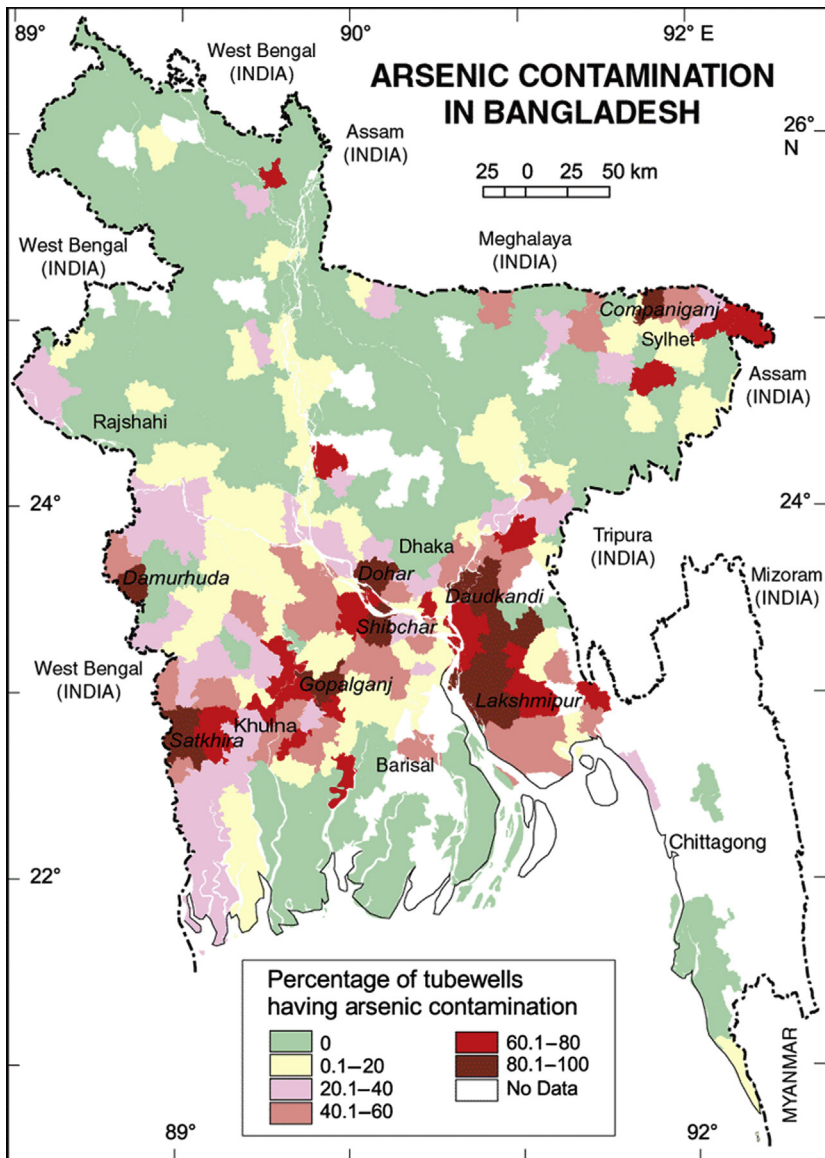 89°
90°
92° E
West Bengal
(INDIA)
ARSENIC CONTAMINATION
IN BANGLADESH
Assam
(INDIA)
26°
N
25 0 25 50 km
West Bengal
(INDIA)
Meghalaya
(INDIA)
Companiganj
Sylhet
Assam
(INDIA)
Rajshahi
24°
24°
Dhaka
Tripura
(INDIA)
Mizoram
(INDIA)
Damurhuda
Dohar
Daudkandi
Shibchar
West Bengal
(INDIA)
Gopalganj
Lakshmipur
Khulna
Satkhira
Barisal
Chittagong
22°
22°
Percentage of tubewells
having arsenic contamination
0
0.1–20
20.1–40
40.1–60
60.1–80
80.1–100
No Data
MYANMAR
89°
90°
92°